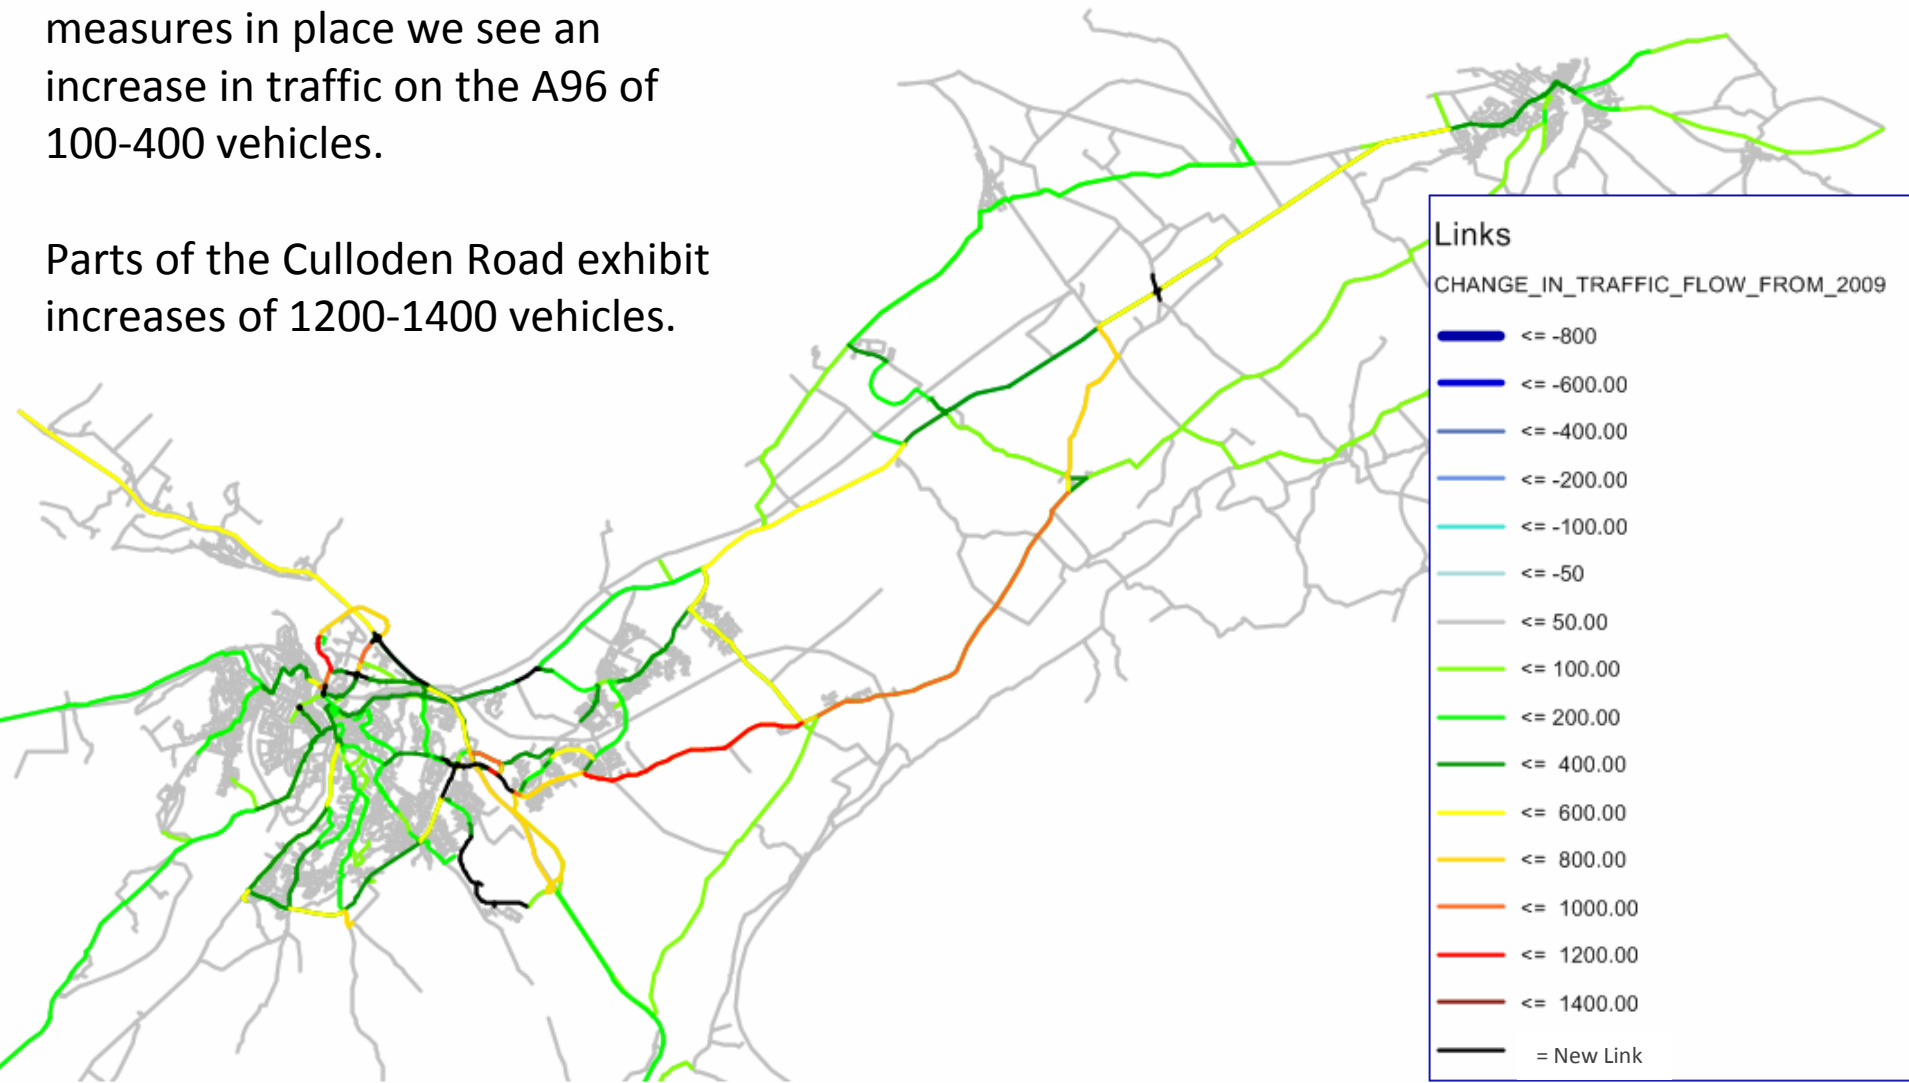 measures in place we see an
increase in traffic on the A96 of
100-400 vehicles.
Parts of the Culloden Road exhibit
increases of 1200-1400 vehicles.
Links
CHANGE_IN_TRAFFIC_FLOW_FROM_2009
<= -800
<= -600.00
<= -400.00
<= -200.00
<= -100.00
<= -50
<= 50.00
<= 100.00
<= 200.00
<= 400.00
<= 600.00
<= 800.00
<= 1000.00
<= 1200.00
<= 1400.00
= New Link